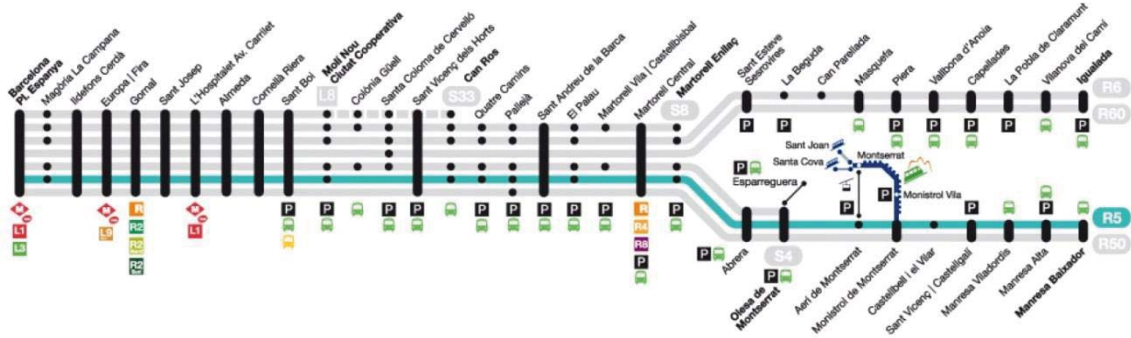 Barcelona
Pl. Espanya
Magòria La Campana
Ildefons Cerdà
Europa | Fira
Gornal
Sant Josep
L'Hospitalet Av. Carrilet
Almeda
Cornellà Riera
Sant Boi
Molí Nou
Ciutat Cooperativa
Colònia Güell
Santa Coloma de Cervelló
Sant Vicenç dels Horts
Can Ros
Quatre Camins
Pallejà
Sant Andreu de la Barca
El Palau
Martorell Vila | Castellbisbal
Martorell Central
Martorell Enllaç
Sant Esteve
Sesrovires
La Beguda
Can Parellada
Masquefa
Piera
Vallbona d'Anoia
Capellades
La Pobla de Claramunt
Vilanova del Camí
Igualada
L8
S33
S8
R6
R60
P
P
P
P
P
P
P
Sant Joan
Santa Cova
Montserrat
Monistrol Vila
Esparreguera
P
P
P
P
P
R5
R50
M
L1
L3
M
L9
R
R2
R2
R2
M
L1
P
P
P
P
P
P
P
P
P
R
R4
R8
P
P
P
S4
P
Abrera
Olesa de
Montserrat
Aeri de Montserrat
Monistrol de Montserrat
Castellbell i el Vilar
Sant Vicenç | Castellgalí
Manresa Viladordis
Manresa Alta
Manresa Baixador